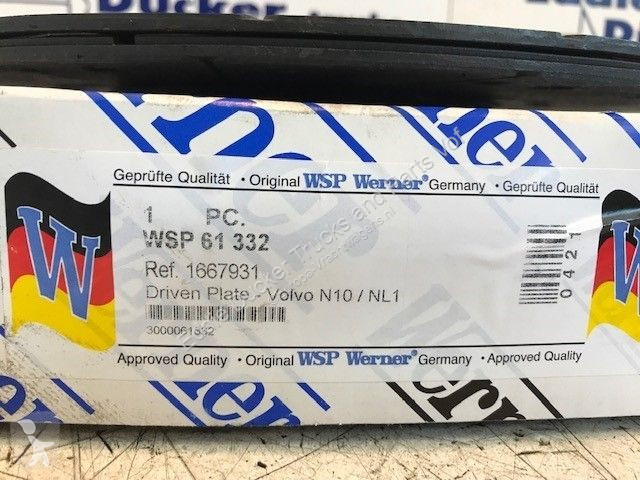 Geprüfte Qualität • Original WSP Werner® Germany • Geprüfte Qualität
1 PC.
WSP 61 332
Ref. 1667931
Driven Plate - Volvo N10 / NL1
3000061332
0421
Approved Quality • Original WSP Werner® Germany • Approved Quality
W